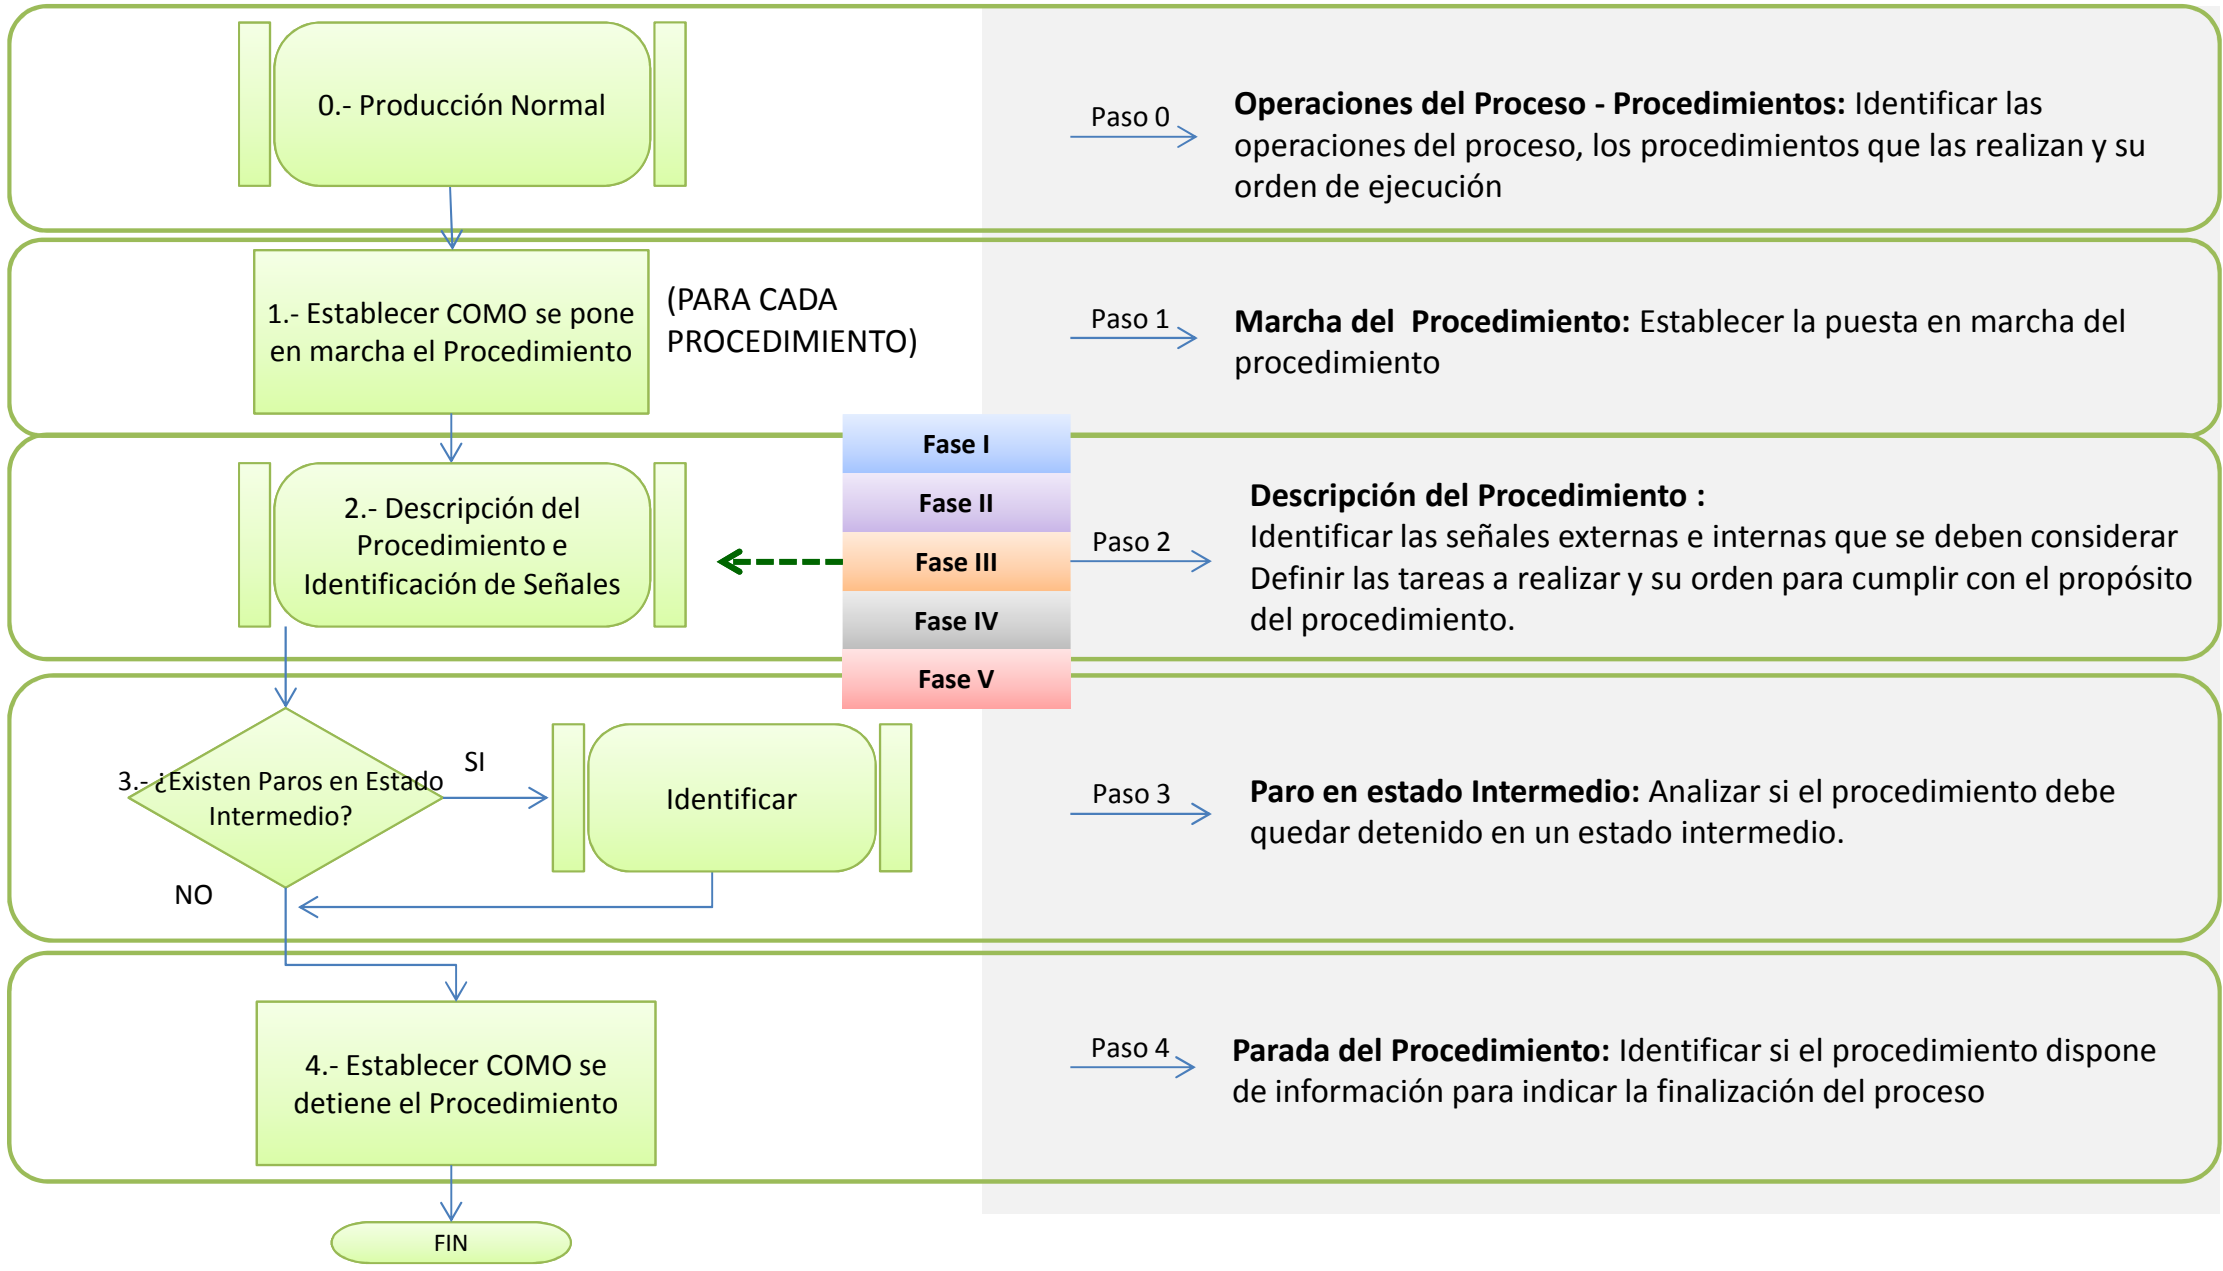 0.- Producción Normal
Paso 0
Operaciones del Proceso - Procedimientos: Identificar las
operaciones del proceso, los procedimientos que las realizan y su
orden de ejecución
1.- Establecer COMO se pone
en marcha el Procedimiento
(PARA CADA
PROCEDIMIENTO)
Paso 1
Marcha del  Procedimiento: Establecer la puesta en marcha del
procedimiento
Fase I
Fase II
Fase III
Fase IV
Fase V
2.- Descripción del
Procedimiento e
Identificación de Señales
Paso 2
Descripción del Procedimiento :
Identificar las señales externas e internas que se deben considerar
Definir las tareas a realizar y su orden para cumplir con el propósito
del procedimiento.
3.- ¿Existen Paros en Estado
Intermedio?
SI
NO
Identificar
Paso 3
Paro en estado Intermedio: Analizar si el procedimiento debe
quedar detenido en un estado intermedio.
4.- Establecer COMO se
detiene el Procedimiento
Paso 4
Parada del Procedimiento: Identificar si el procedimiento dispone
de información para indicar la finalización del proceso
FIN